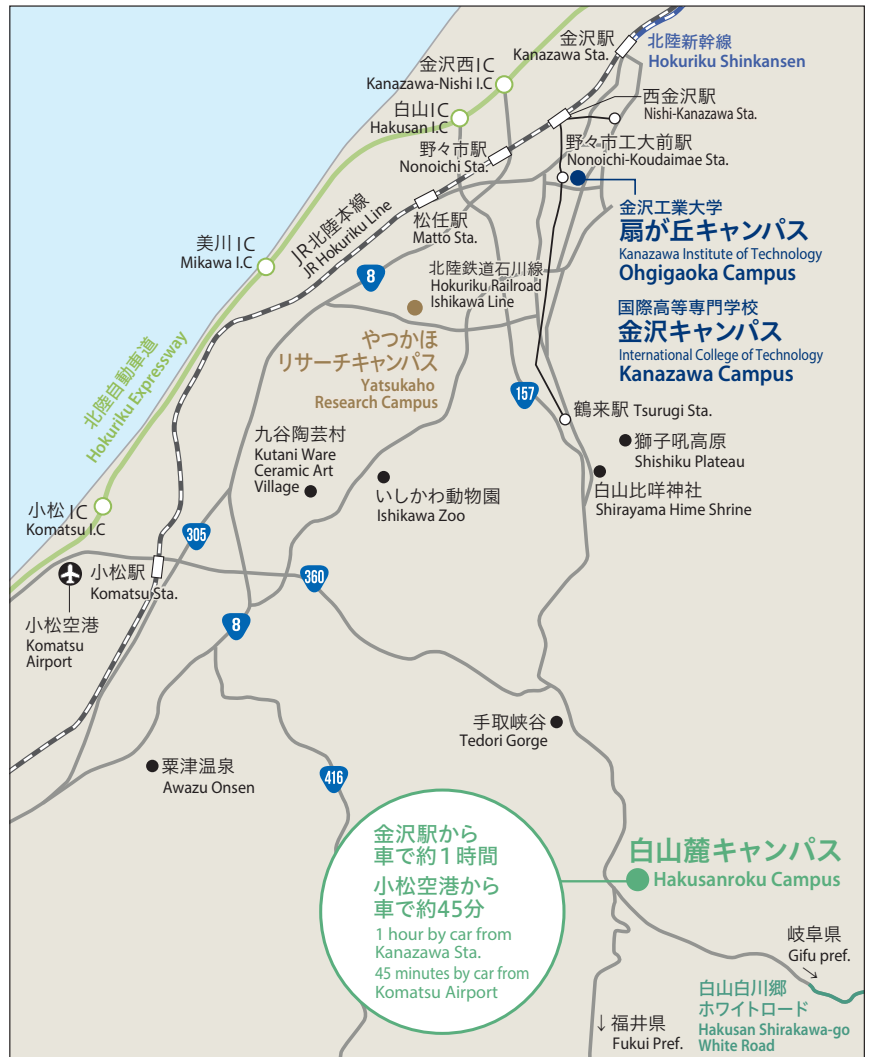 金沢駅
Kanazawa Sta.
北陸新幹線
Hokuriku Shinkansen
金沢西IC
Kanazawa-Nishi I.C
白山IC
Hakusan I.C
西金沢駅
Nishi-Kanazawa Sta.
野々市駅
Nonoichi Sta.
野々市工大前駅
Nonoichi-Koudaimae Sta.
金沢工業大学
扇が丘キャンパス
Kanazawa Institute of Technology
Ohgigaoka Campus
国際高等専門学校
金沢キャンパス
International College of Technology
Kanazawa Campus
松任駅
Matto Sta.
美川IC
Mikawa I.C
JR北陸本線
JR Hokuriku Line
8
北陸鉄道石川線
Hokuriku Railroad
Ishikawa Line
やつかほ
リサーチキャンパス
Yatsukaho
Research Campus
157
北陸自動車道
Hokuriku Expressway
鶴来駅 Tsurugi Sta.
獅子吼高原
Shishiku Plateau
白山比咩神社
Shirayama Hime Shrine
九谷陶芸村
Kutani Ware
Ceramic Art
Village
いしかわ動物園
Ishikawa Zoo
小松IC
Komatsu I.C
305
小松駅
Komatsu Sta.
360
小松空港
Komatsu
Airport
8
手取峡谷
Tedori Gorge
粟津温泉
Awazu Onsen
416
金沢駅から
車で約1時間
小松空港から
車で約45分
1 hour by car from
Kanazawa Sta.
45 minutes by car from
Komatsu Airport
白山麓キャンパス
Hakusanroku Campus
岐阜県
Gifu pref.
↓
白山白川郷
ホワイトロード
Hakusan Shirakawa-go
White Road
↓福井県
Fukui Pref.